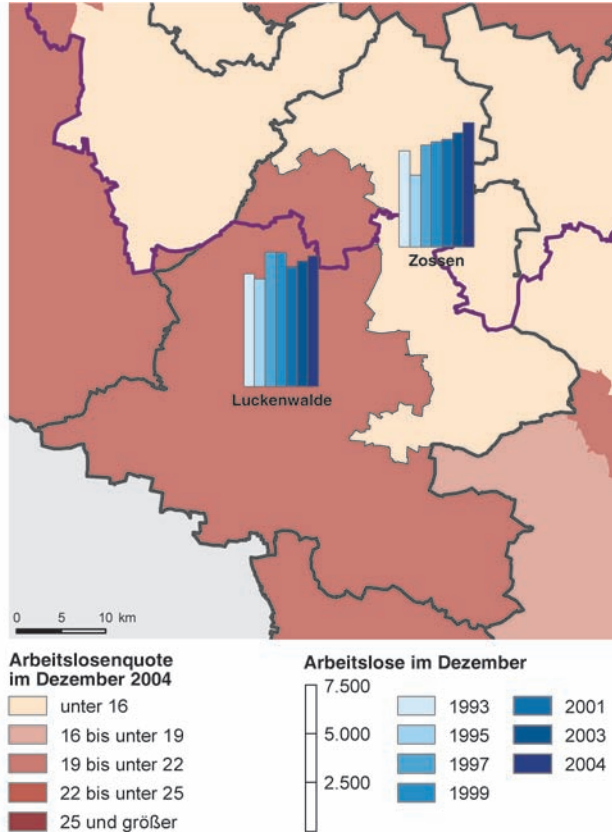 Zossen
Luckenwalde
0 5 10 km
Arbeitslosenquote
im Dezember 2004
unter 16
16 bis unter 19
19 bis unter 22
22 bis unter 25
25 und größer
Arbeitslose im Dezember
7.500
5.000
2.500
1993
1995
1997
1999
2001
2003
2004